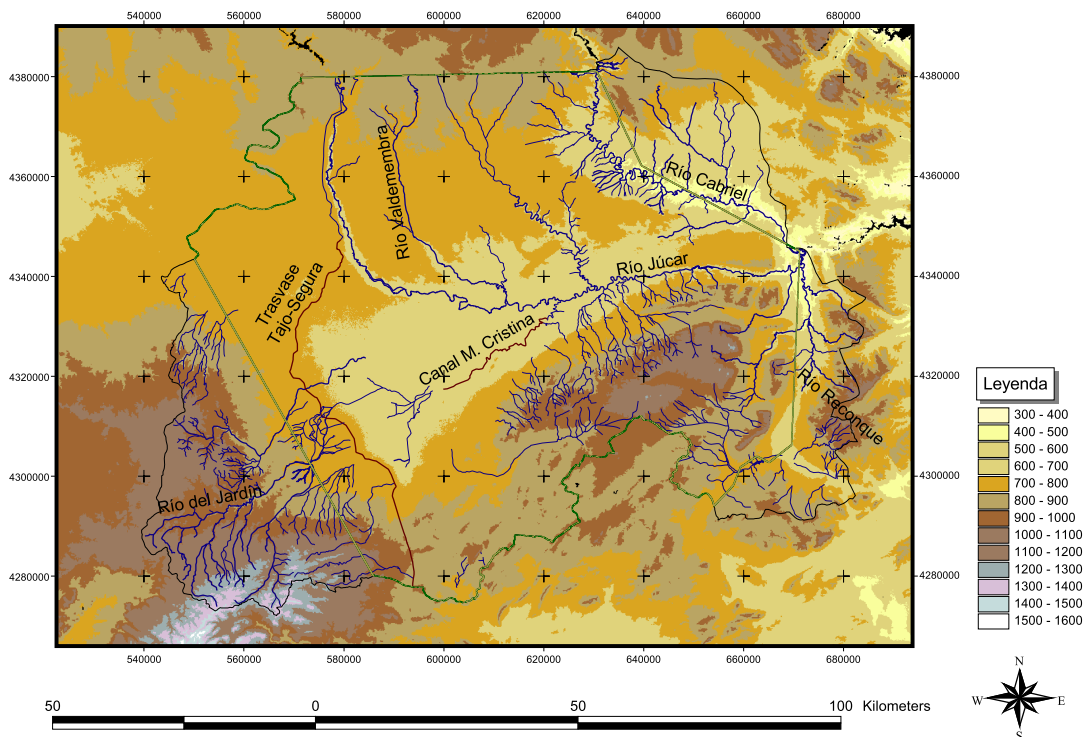 540000 560000 580000 600000 620000 640000 660000 680000
4380000 4380000
4360000 4360000
4340000 4340000
4320000 4320000
4300000 4300000
4280000 4280000
Río Valdemembra
Río Cabriel
Río Júcar
Trasvase
Tajo-Segura
Canal M. Cristina
Río Reconque
Río del Jardín
540000 560000 580000 600000 620000 640000 660000 680000
Leyenda
300 - 400
400 - 500
500 - 600
600 - 700
700 - 800
800 - 900
900 - 1000
1000 - 1100
1100 - 1200
1200 - 1300
1300 - 1400
1400 - 1500
1500 - 1600
50 0 50 100 Kilometers
N
W E
S